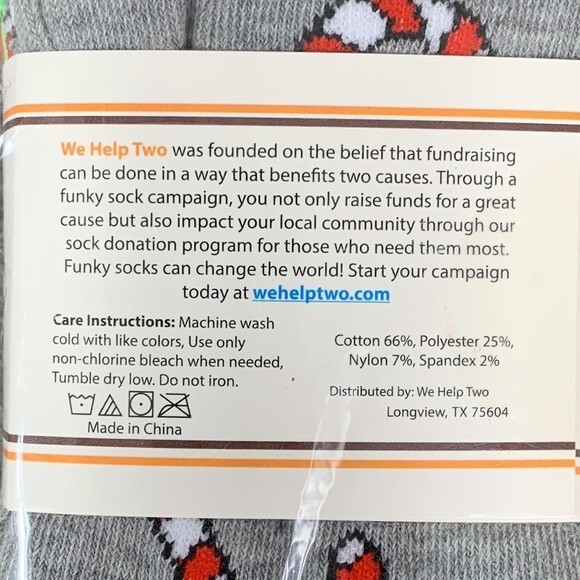 We Help Two was founded on the belief that fundraising
can be done in a way that benefits two causes. Through a
funky sock campaign, you not only raise funds for a great
cause but also impact your local community through our
sock donation program for those who need them most.
Funky socks can change the world! Start your campaign
today at wehelptwo.com
Care Instructions: Machine wash
cold with like colors, Use only
non-chlorine bleach when needed,
Tumble dry low. Do not iron.
Made in China
Cotton 66%, Polyester 25%,
Nylon 7%, Spandex 2%
Distributed by: We Help Two
Longview, TX 75604